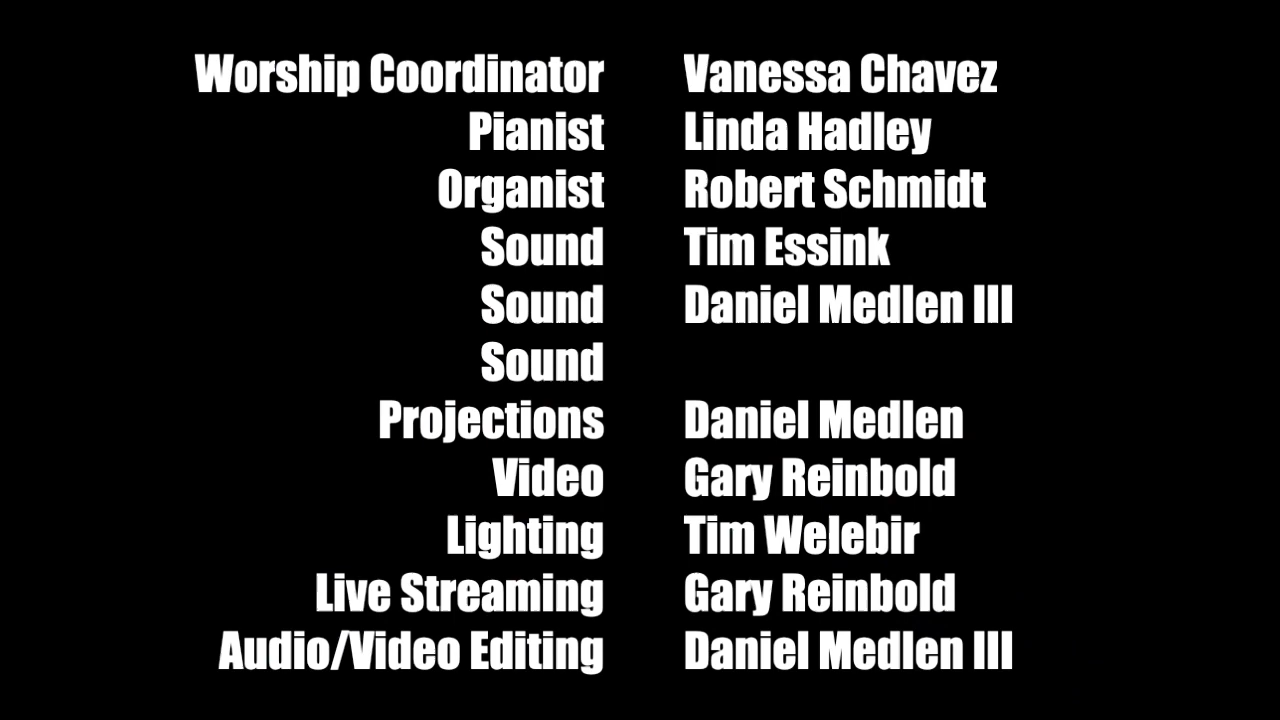 Worship Coordinator Vanessa Chavez
Pianist Linda Hadley
Organist Robert Schmidt
Sound Tim Essink
Sound Daniel Medlen III
Sound
Projections Daniel Medlen
Video Gary Reinbold
Lighting Tim Welebir
Live Streaming Gary Reinbold
Audio/Video Editing Daniel Medlen III